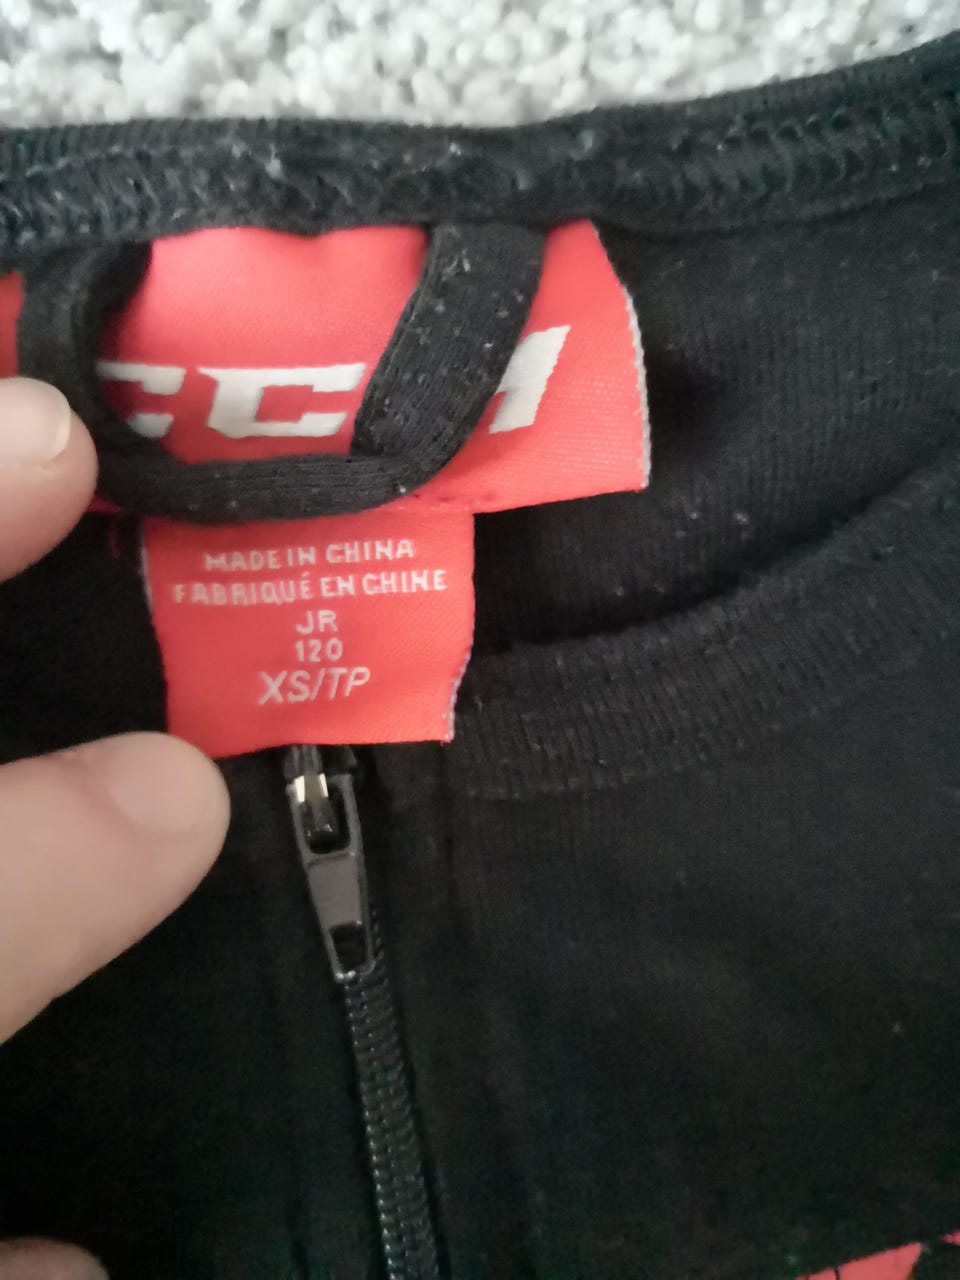 CCM
MADE IN CHINA
FABRIQUÉ EN CHINE
JR
120
XS/TP